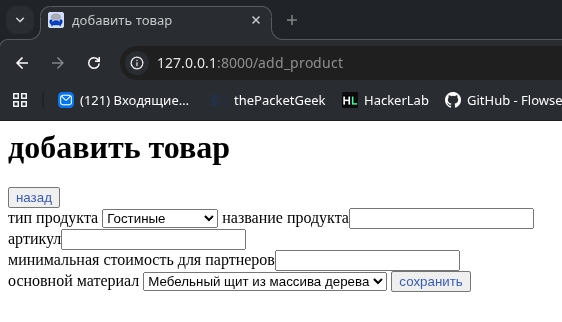 добавить товар
127.0.0.1:8000/add_product
(121) Входящие... thePacketGeek HL HackerLab GitHub - Flowse
добавить товар
назад
тип продукта Гостиные название продукта
артикул
минимальная стоимость для партнеров
основной материал Мебельный щит из массива дерева сохранить